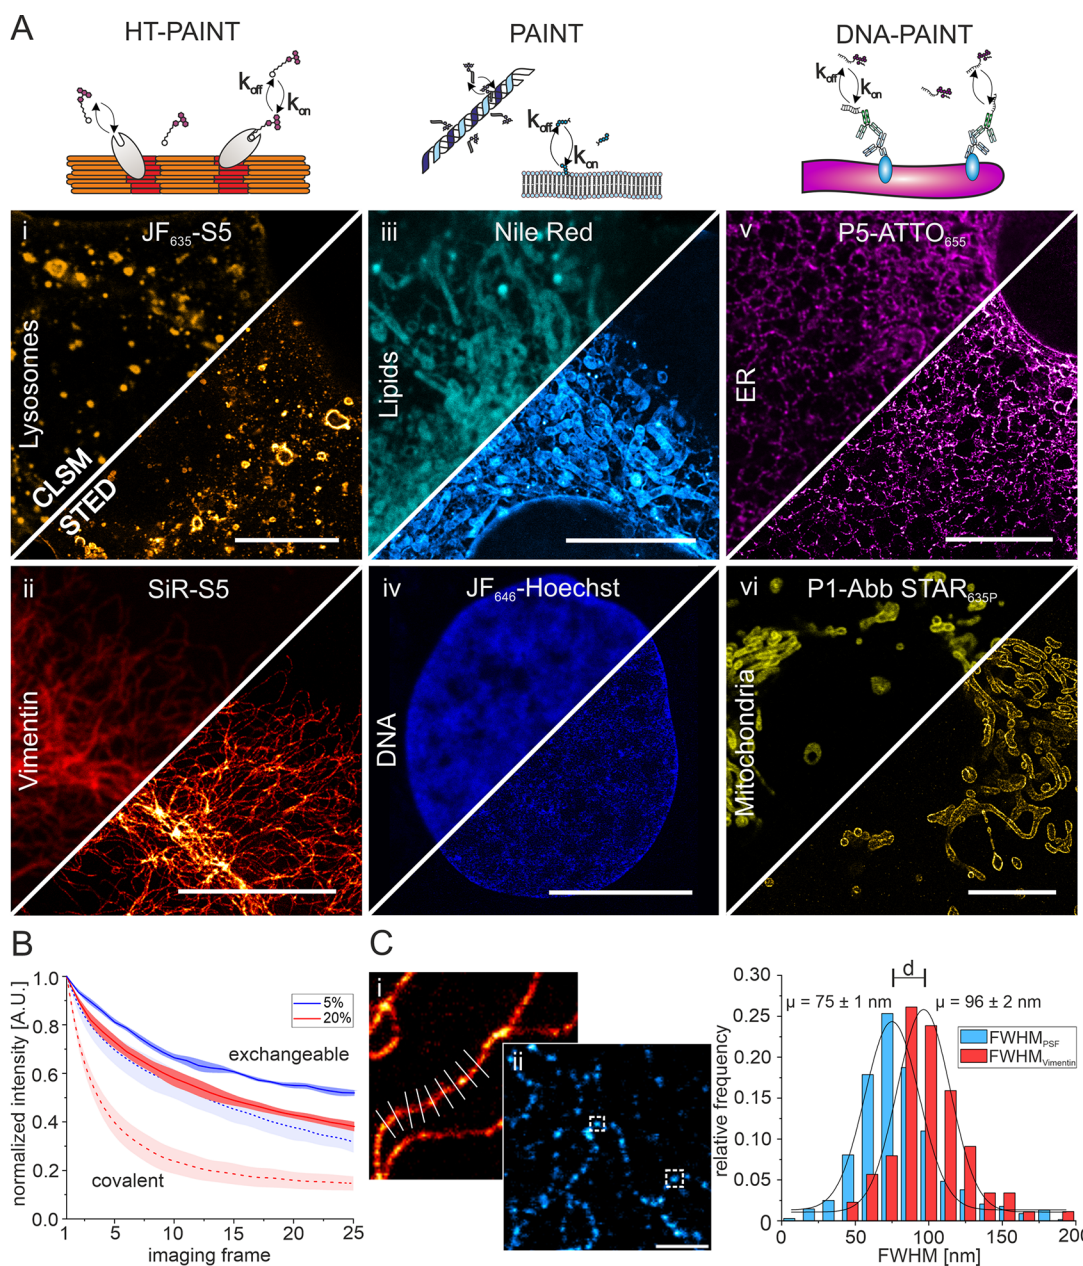 A
HT-PAINT
PAINT
DNA-PAINT
koff
kon
koff
kon
koff
kon
i
JF635-S5
Lysosomes
CLSM
STED
iii
Nile Red
Lipids
v
P5-ATTO655
ER
ii
SiR-S5
Vimentin
iv
JF646-Hoechst
DNA
vi
P1-Abb STAR635P
Mitochondria
B
normalized intensity [A.U.]
1.0
0.8
0.6
0.4
0.2
0.0
5%
20%
exchangeable
covalent
1
5
10
15
20
25
imaging frame
C
i
ii
d
μ = 75 ± 1 nm
μ = 96 ± 2 nm
FWHMPSF
FWHMVimentin
relative frequency
0.30
0.25
0.20
0.15
0.10
0.05
0
0
50
100
150
200
FWHM [nm]